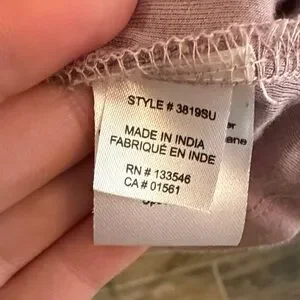 STYLE # 3819SU
MADE IN INDIA
FABRIQUÉ EN INDE
RN # 133546
CA # 01561